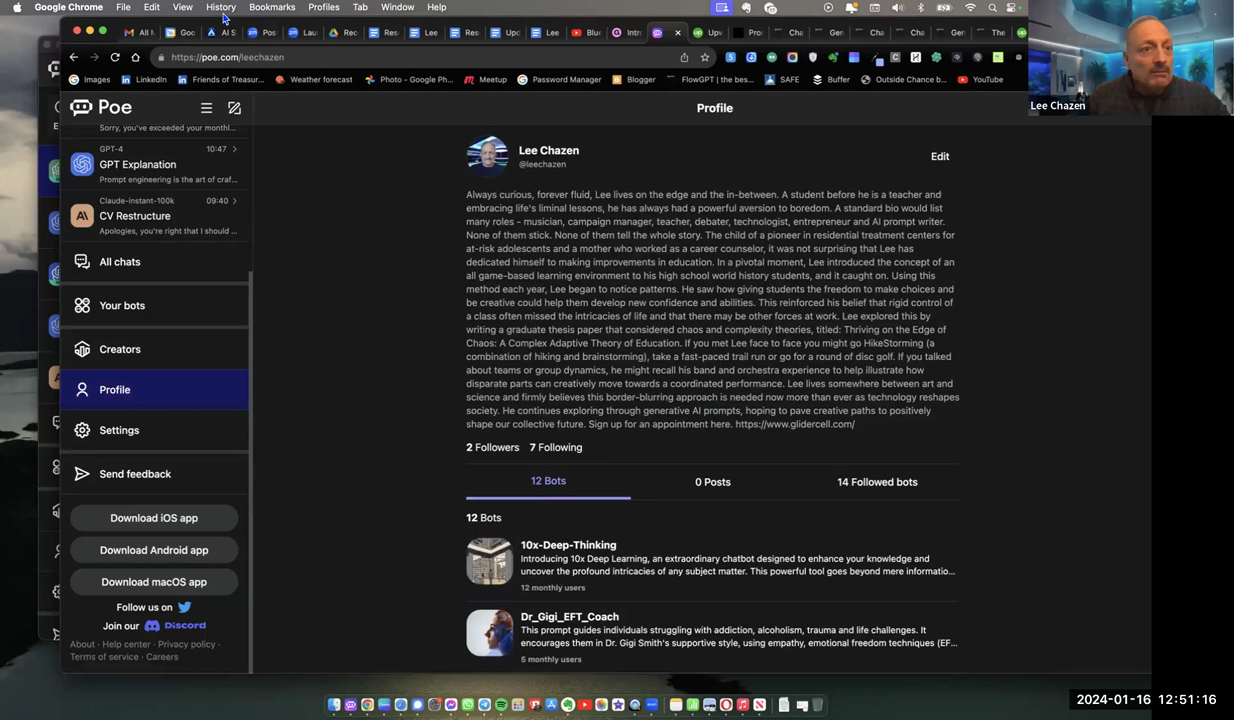 Google Chrome File Edit View History Bookmarks Profiles Tab Window Help
https://poe.com/leechazen
Images LinkedIn Friends of Treasur... Weather forecast Photo - Google Ph... Meetup Password Manager Blogger FlowGPT | the bes... SAFE Buffer Outside Chance b... YouTube
Lee Chazen
Poe
Profile
Sorry, you've exceeded your monthl...
GPT-4 10:47
GPT Explanation
Prompt engineering is the art of craf...
Claude-instant-100k 09:40
CV Restructure
Apologies, you're right that I should ...
All chats
Your bots
Creators
Profile
Settings
Send feedback
Download iOS app
Download Android app
Download macOS app
Follow us on
Join our Discord
About · Help center · Privacy policy ·
Terms of service · Careers
Lee Chazen
@leechazen
Edit
Always curious, forever fluid, Lee lives on the edge and the in-between. A student before he is a teacher and
embracing life's liminal lessons, he has always had a powerful aversion to boredom. A standard bio would list
many roles – musician, campaign manager, teacher, debater, technologist, entrepreneur and AI prompt writer.
None of them stick. None of them tell the whole story. The child of a pioneer in residential treatment centers for
at-risk adolescents and a mother who worked as a career counselor, it was not surprising that Lee has
dedicated himself to making improvements in education. In a pivotal moment, Lee introduced the concept of an
all game-based learning environment to his high school world history students, and it caught on. Using this
method each year, Lee began to notice patterns. He saw how giving students the freedom to make choices and
be creative could help them develop new confidence and abilities. This reinforced his belief that rigid control of
a class often missed the intricacies of life and that there may be other forces at work. Lee explored this by
writing a graduate thesis paper that considered chaos and complexity theories, titled: Thriving on the Edge of
Chaos: A Complex Adaptive Theory of Education. If you met Lee face to face you might go HikeStorming (a
combination of hiking and brainstorming), take a fast-paced trail run or go for a round of disc golf. If you talked
about teams or group dynamics, he might recall his band and orchestra experience to help illustrate how
disparate parts can creatively move towards a coordinated performance. Lee lives somewhere between art and
science and firmly believes this border-blurring approach is needed now more than ever as technology reshapes
society. He continues exploring through generative AI prompts, hoping to pave creative paths to positively
shape our collective future. Sign up for an appointment here. https://www.glidercell.com/
2 Followers 7 Following
12 Bots 0 Posts 14 Followed bots
12 Bots
10x-Deep-Thinking
Introducing 10x Deep Learning, an extraordinary chatbot designed to enhance your knowledge and
uncover the profound intricacies of any subject matter. This powerful tool goes beyond mere informatio...
12 monthly users
Dr_Gigi_EFT_Coach
This prompt guides individuals struggling with addiction, alcoholism, trauma and life challenges. It
encourages them in Dr. Gigi Smith's supportive style, using empathy, emotional freedom techniques (EF...
5 monthly users
2024-01-16 12:51:16